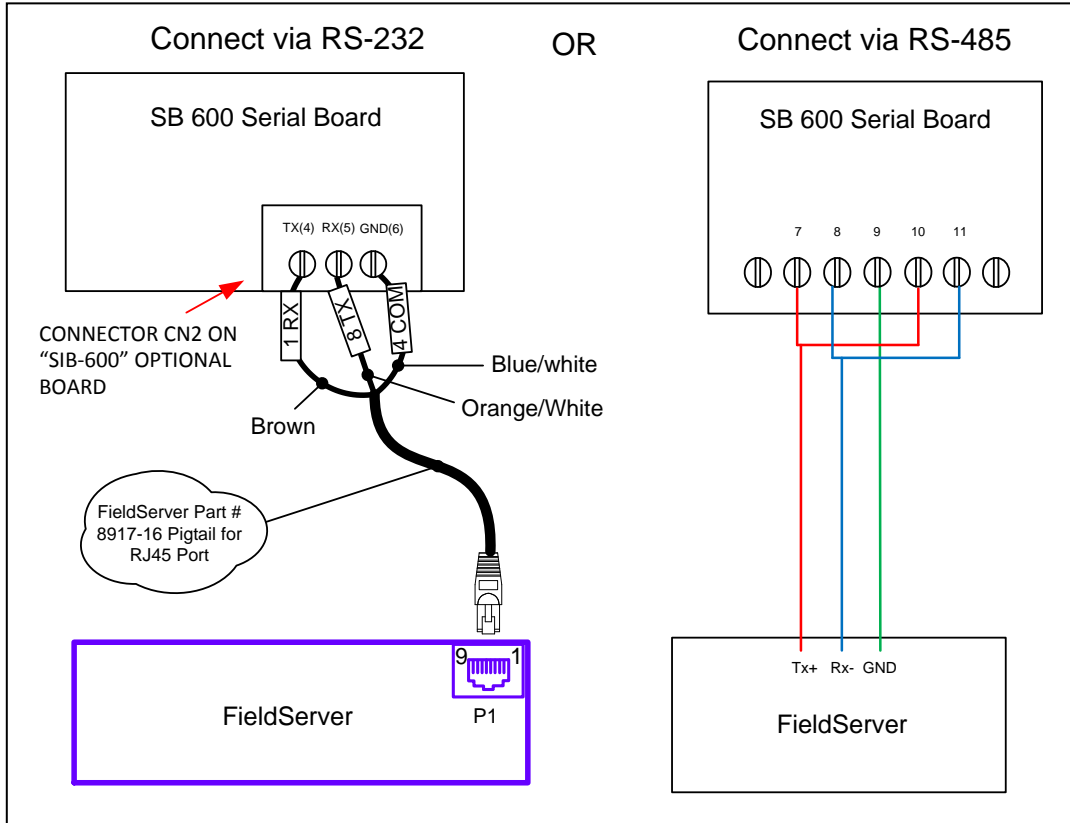 Connect via RS-232
OR
Connect via RS-485
SB 600 Serial Board
TX(4) RX(5) GND(6)
1 RX
8 TX
4 COM
CONNECTOR CN2 ON
“SIB-600” OPTIONAL
BOARD
Blue/white
Orange/White
Brown
FieldServer Part #
8917-16 Pigtail for
RJ45 Port
9 1
P1
FieldServer
SB 600 Serial Board
7 8 9 10 11
Tx+ Rx- GND
FieldServer